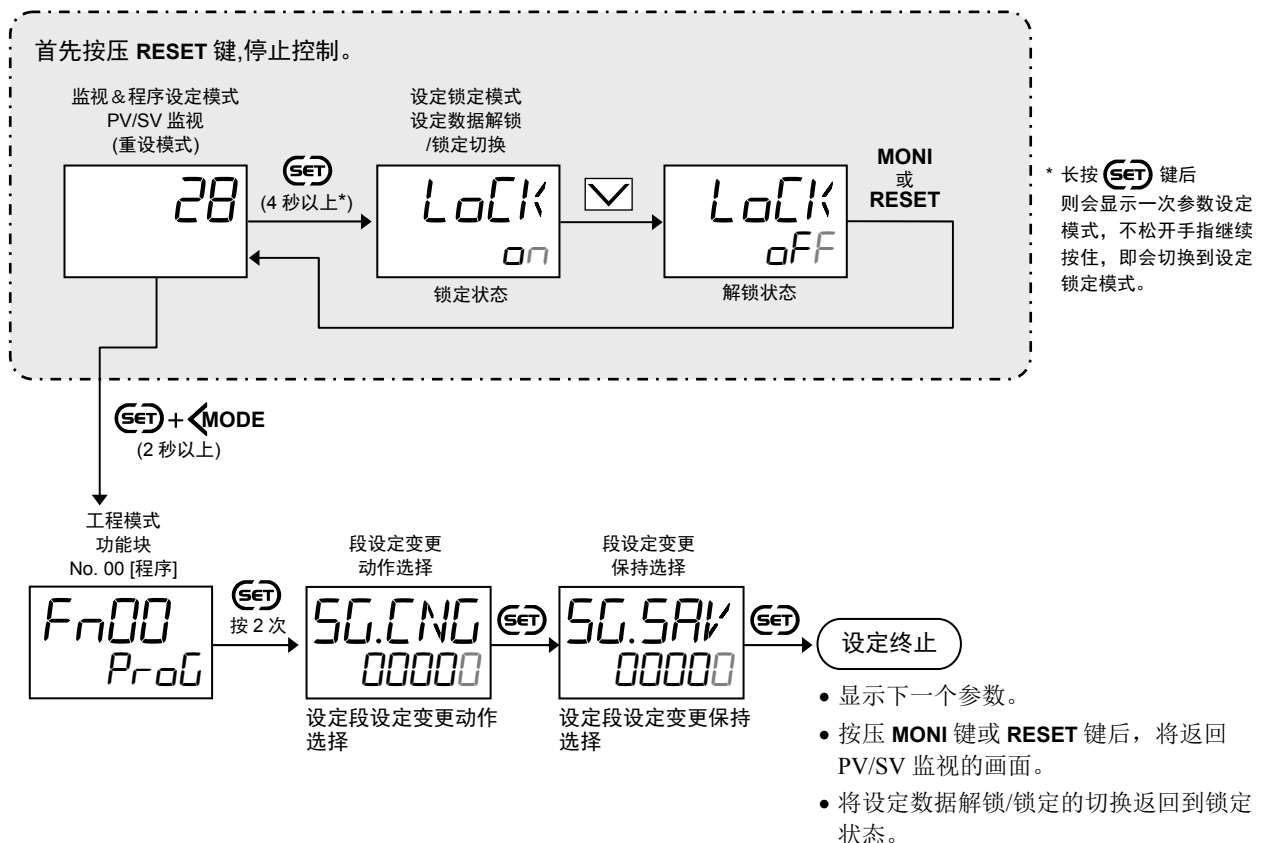 首先按压 RESET 键,停止控制。
监视&程序设定模式
PV/SV 监视
(重设模式)
28
SET
(4 秒以上*)
设定锁定模式
设定数据解锁
/锁定切换
LoCK
on
锁定状态
LoCK
oFF
解锁状态
MONI
或
RESET
* 长按 SET 键后
则会显示一次参数设定
模式，不松开手指继续
按住，即会切换到设定
锁定模式。
SET + <MODE
(2 秒以上)
工程模式
功能块
No. 00 [程序]
Fn00
ProG
SET
按 2 次
段设定变更
动作选择
SG.CNG
00000
设定段设定变更动作
选择
SET
段设定变更
保持选择
SG.SAV
00000
设定段设定变更保持
选择
SET
设定终止
• 显示下一个参数。
• 按压 MONI 键或 RESET 键后，将返回
PV/SV 监视的画面。
• 将设定数据解锁/锁定的切换返回到锁定
状态。